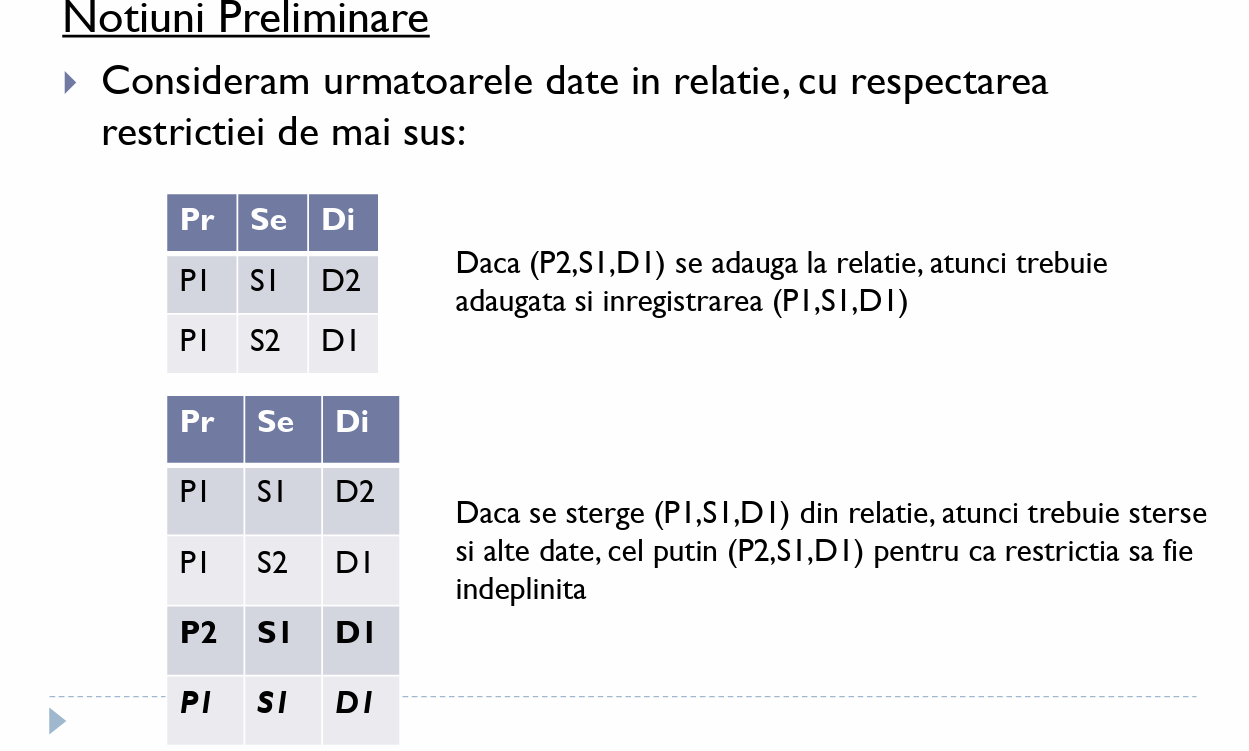 Notiuni Preliminare
Consideram urmatoarele date in relatie, cu respectarea
restrictiei de mai sus:
Pr Se Di
P1 S1 D2
P1 S2 D1
Daca (P2,S1,D1) se adauga la relatie, atunci trebuie
adaugata si inregistrarea (P1,S1,D1)
Pr Se Di
P1 S1 D2
P1 S2 D1
P2 S1 D1
P1 S1 D1
Daca se sterge (P1,S1,D1) din relatie, atunci trebuie sterse
si alte date, cel putin (P2,S1,D1) pentru ca restrictia sa fie
indeplinita